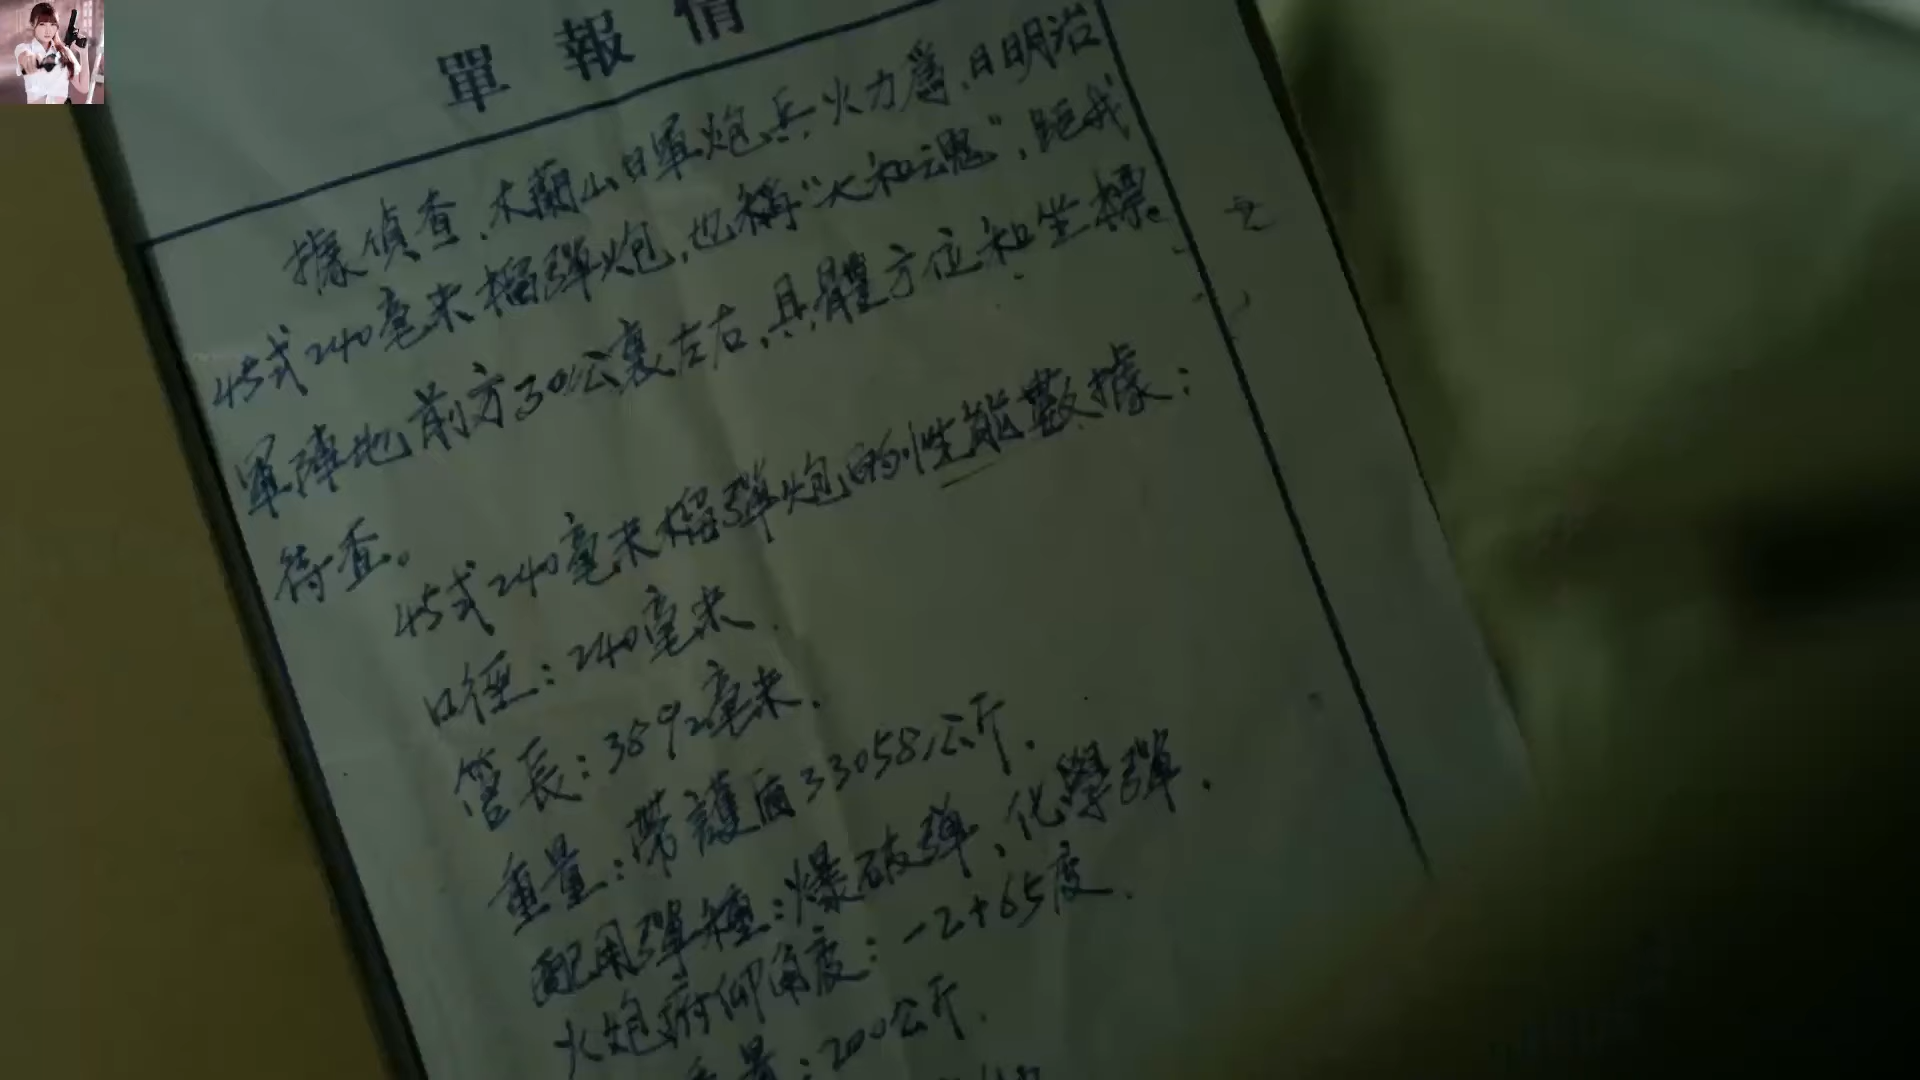 單報情
據偵查，木蘭山日軍炮兵火力爲，日明治
45式240毫米榴彈炮，也稱“大和魂”，距我
軍陣地前方30公裏左右，具體方位和坐標。
待查。
45式240毫米榴彈炮的性能數據：
口徑：240毫米．
管長：3892毫米．
重量：帶護盾33058公斤．
配用彈種：爆破彈、化學彈．
火炮俯仰角度：-2+65度．
重量：200公斤．